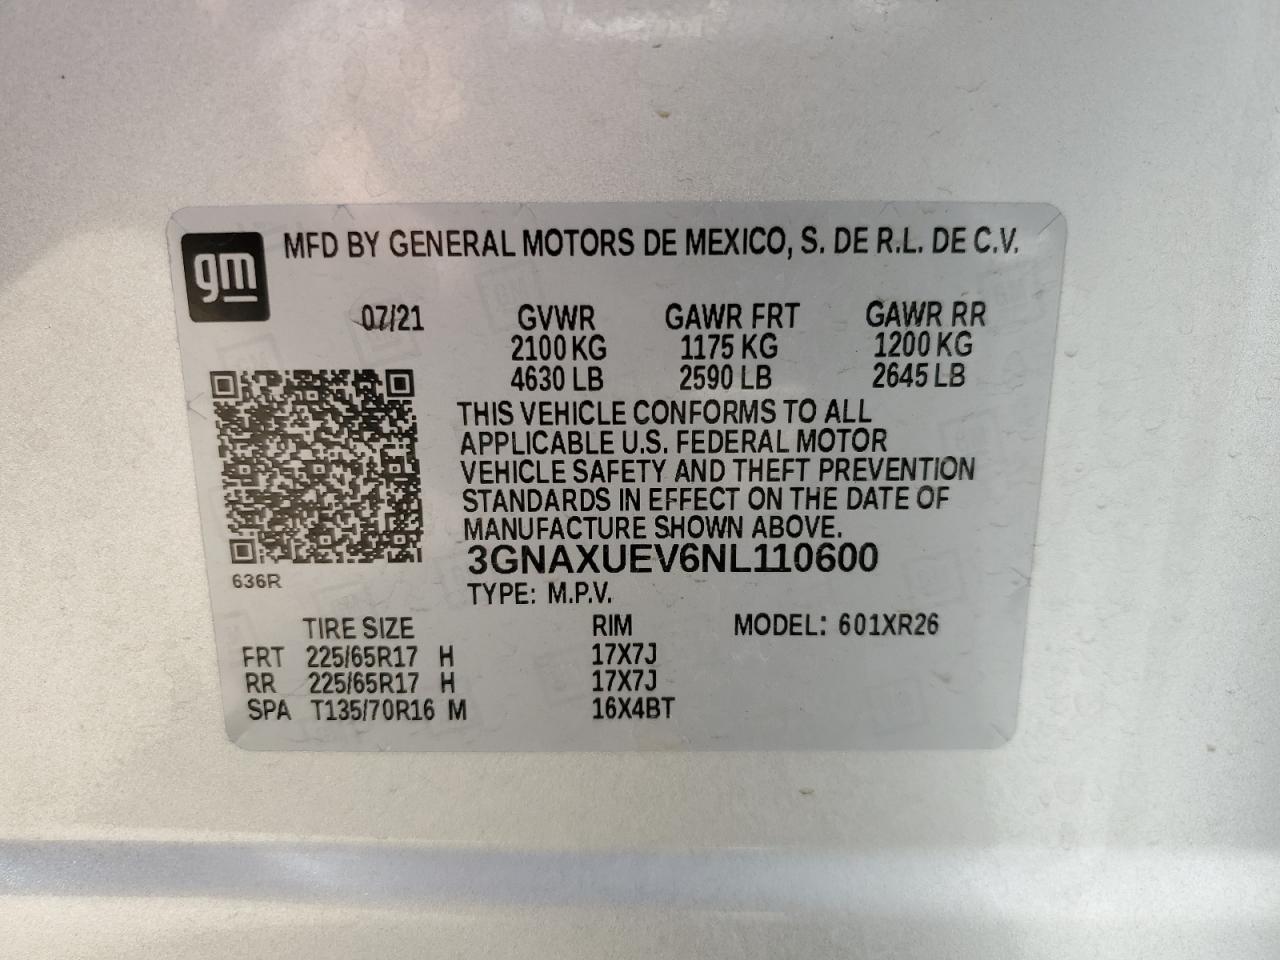 gm
MFD BY GENERAL MOTORS DE MEXICO, S. DE R.L. DE C.V.
07/21 GVWR GAWR FRT GAWR RR
2100 KG 1175 KG 1200 KG
4630 LB 2590 LB 2645 LB
THIS VEHICLE CONFORMS TO ALL
APPLICABLE U.S. FEDERAL MOTOR
VEHICLE SAFETY AND THEFT PREVENTION
STANDARDS IN EFFECT ON THE DATE OF
MANUFACTURE SHOWN ABOVE.
3GNAXUEV6NL110600
636R
TYPE: M.P.V.
TIRE SIZE RIM MODEL: 601XR26
FRT 225/65R17 H 17X7J
RR 225/65R17 H 17X7J
SPA T135/70R16 M 16X4BT